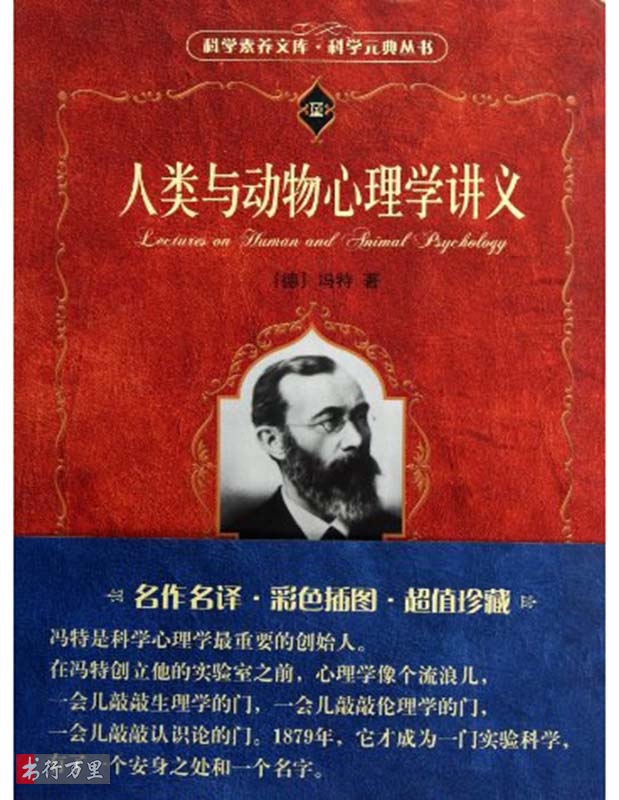 科学素养文库·科学元典丛书
人类与动物心理学讲义
Lectures on Human and Animal Psychology
［德］冯特 著
名作名译·彩色插图·超值珍藏
冯特是科学心理学最重要的创始人。
在冯特创立他的实验室之前，心理学像个流浪儿，
一会儿敲敲生理学的门，一会儿敲敲伦理学的门，
一会儿敲敲认识论的门。1879年，它才成为一门实验科学，
个安身之处和一个名字。
书行万里